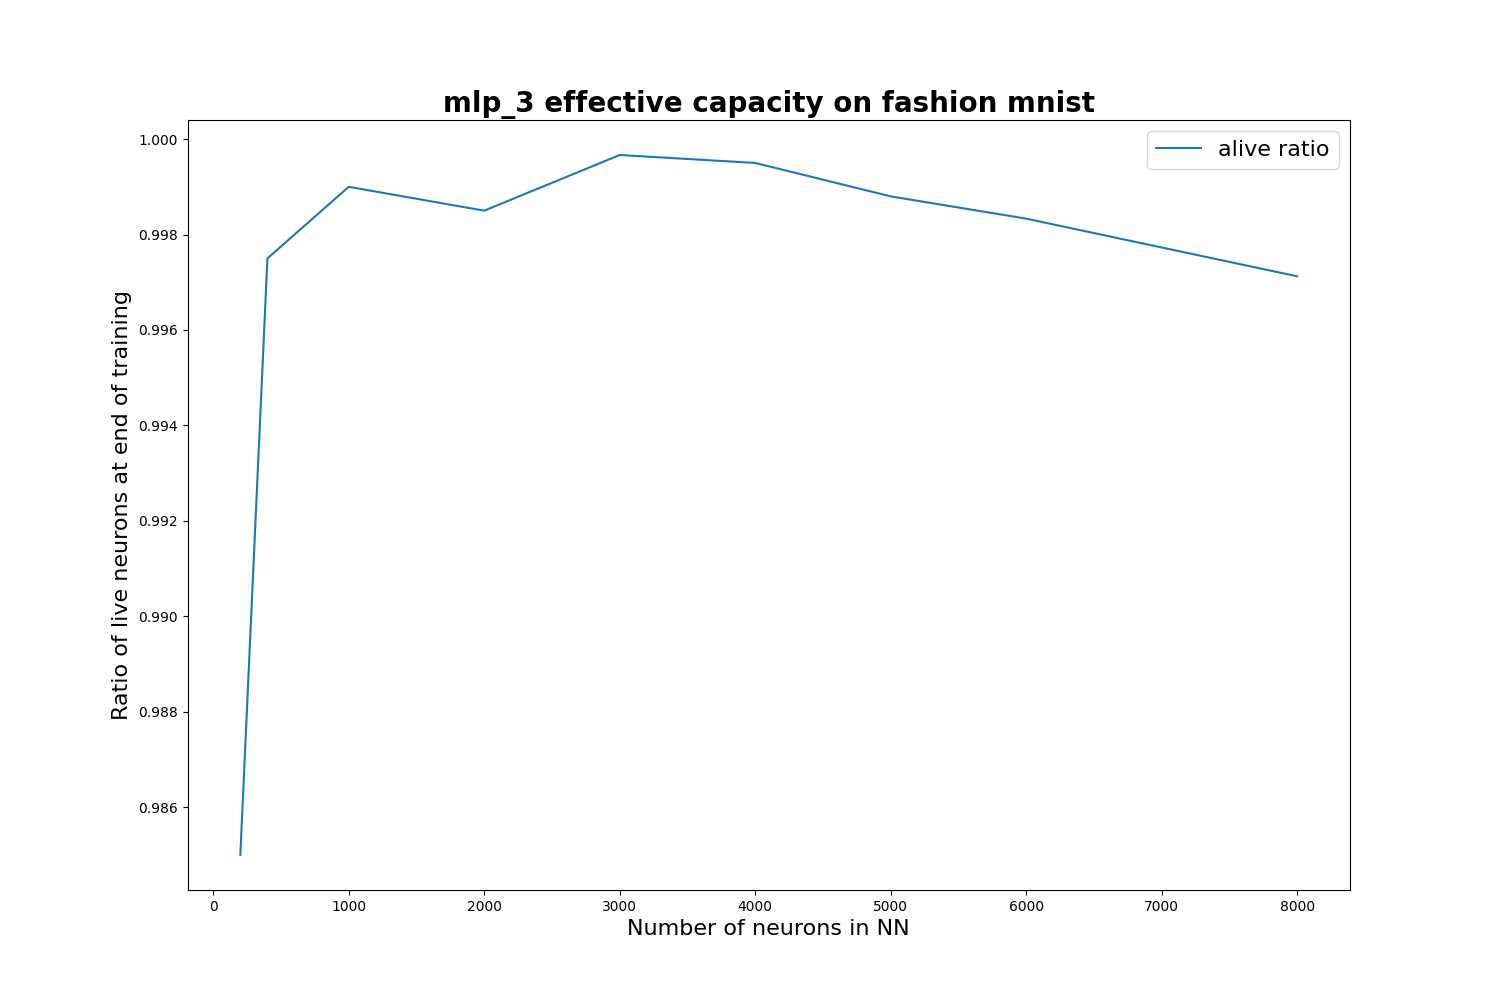 mlp_3 effective capacity on fashion mnist
alive ratio
Ratio of live neurons at end of training
1.000
0.998
0.996
0.994
0.992
0.990
0.988
0.986
0 1000 2000 3000 4000 5000 6000 7000 8000
Number of neurons in NN